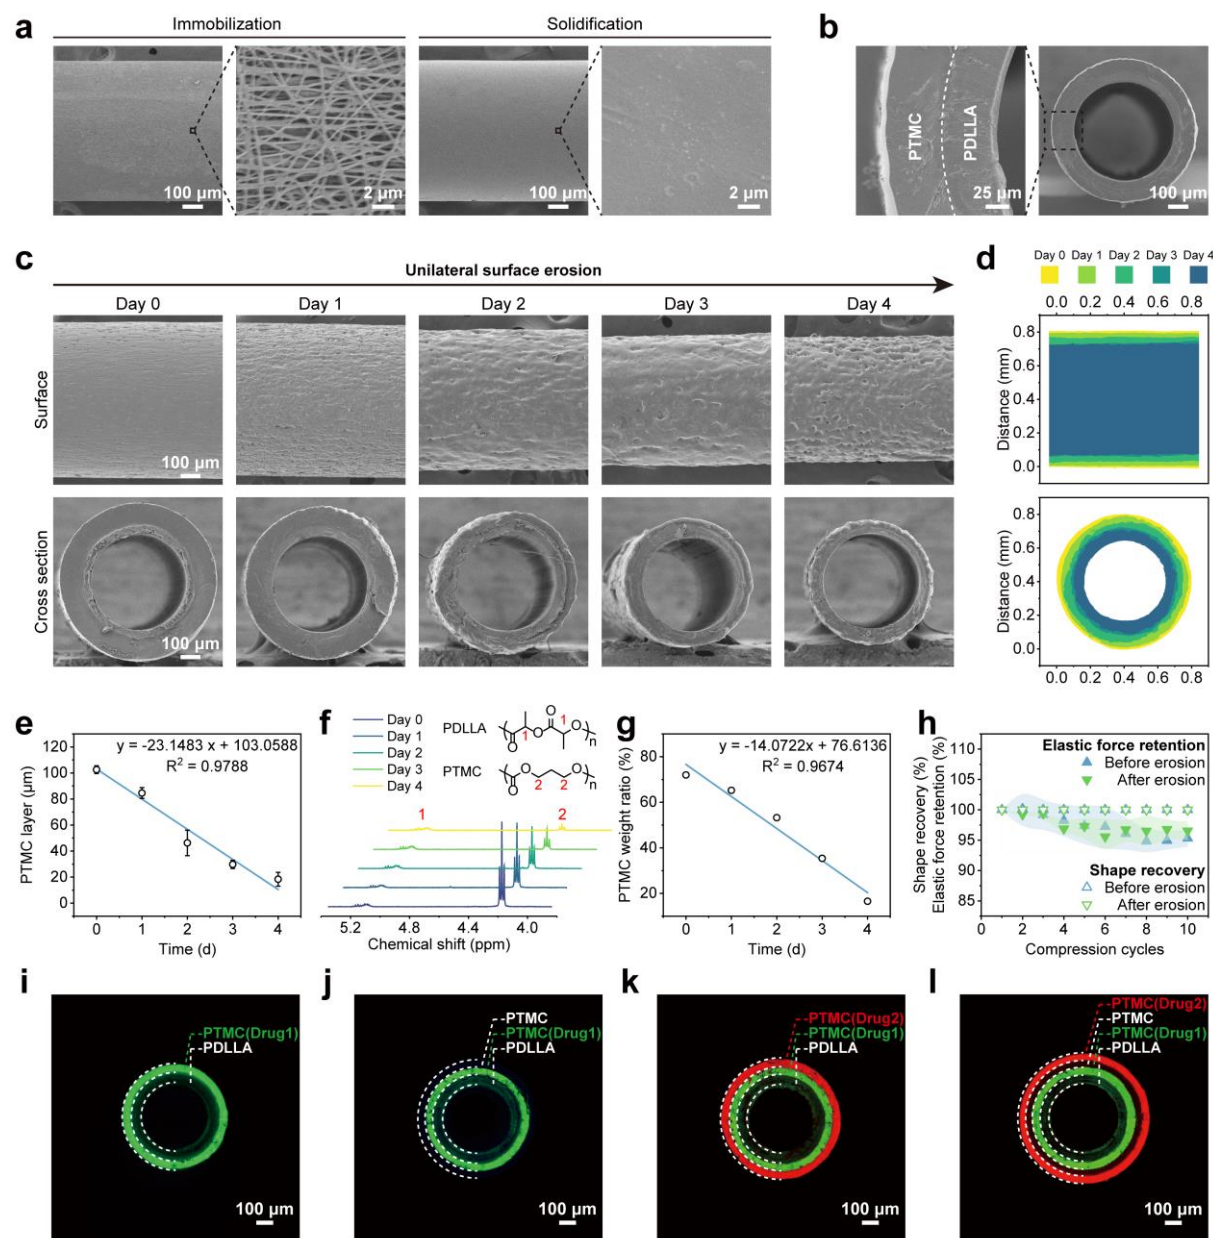 a
Immobilization
Solidification
100 µm
2 µm
100 µm
2 µm
b
PTMC
PDLLA
25 µm
100 µm
c
Unilateral surface erosion
Day 0
Day 1
Day 2
Day 3
Day 4
Surface
100 µm
Cross section
100 µm
d
Day 0 Day 1 Day 2 Day 3 Day 4
0.0 0.2 0.4 0.6 0.8
Distance (mm)
0.8
0.6
0.4
0.2
0.0
Distance (mm)
0.8
0.6
0.4
0.2
0.0
0.0 0.2 0.4 0.6 0.8
e
y = -23.1483 x + 103.0588
R² = 0.9788
PTMC layer (µm)
120
100
80
60
40
20
0
0 1 2 3 4
Time (d)
f
Day 0
Day 1
Day 2
Day 3
Day 4
PDLLA
O
1
O
O
1
O
n
PTMC
O
O
2
2
O
n
1
2
5.2 4.8 4.4 4.0
Chemical shift (ppm)
g
y = -14.0722x + 76.6136
R² = 0.9674
PTMC weight ratio (%)
80
60
40
20
0 1 2 3 4
Time (d)
h
Shape recovery (%)
Elastic force retention (%)
110
105
100
95
90
85
Elastic force retention
Before erosion
After erosion
Shape recovery
Before erosion
After erosion
0 2 4 6 8 10
Compression cycles
i
PTMC(Drug1)
PDLLA
100 µm
j
PTMC
PTMC(Drug1)
PDLLA
100 µm
k
PTMC(Drug2)
PTMC(Drug1)
PDLLA
100 µm
l
PTMC(Drug2)
PTMC
PTMC(Drug1)
PDLLA
100 µm